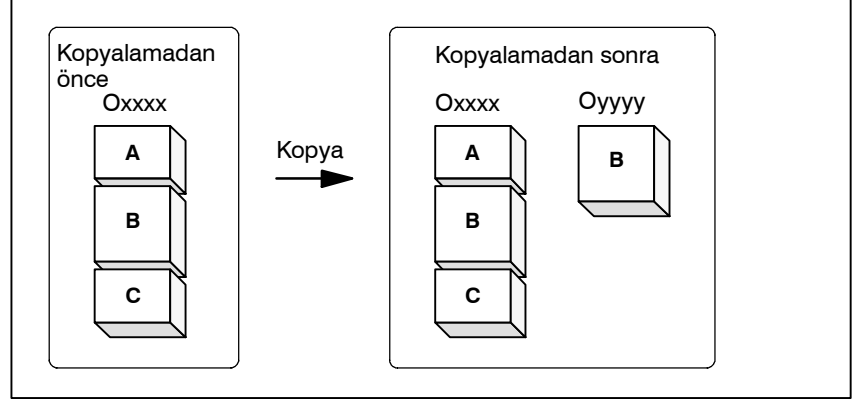 Kopyalamadan
önce
Oxxxx
A
B
C
Kopya
Kopyalamadan sonra
Oxxxx
Oyyyy
A
B
B
C